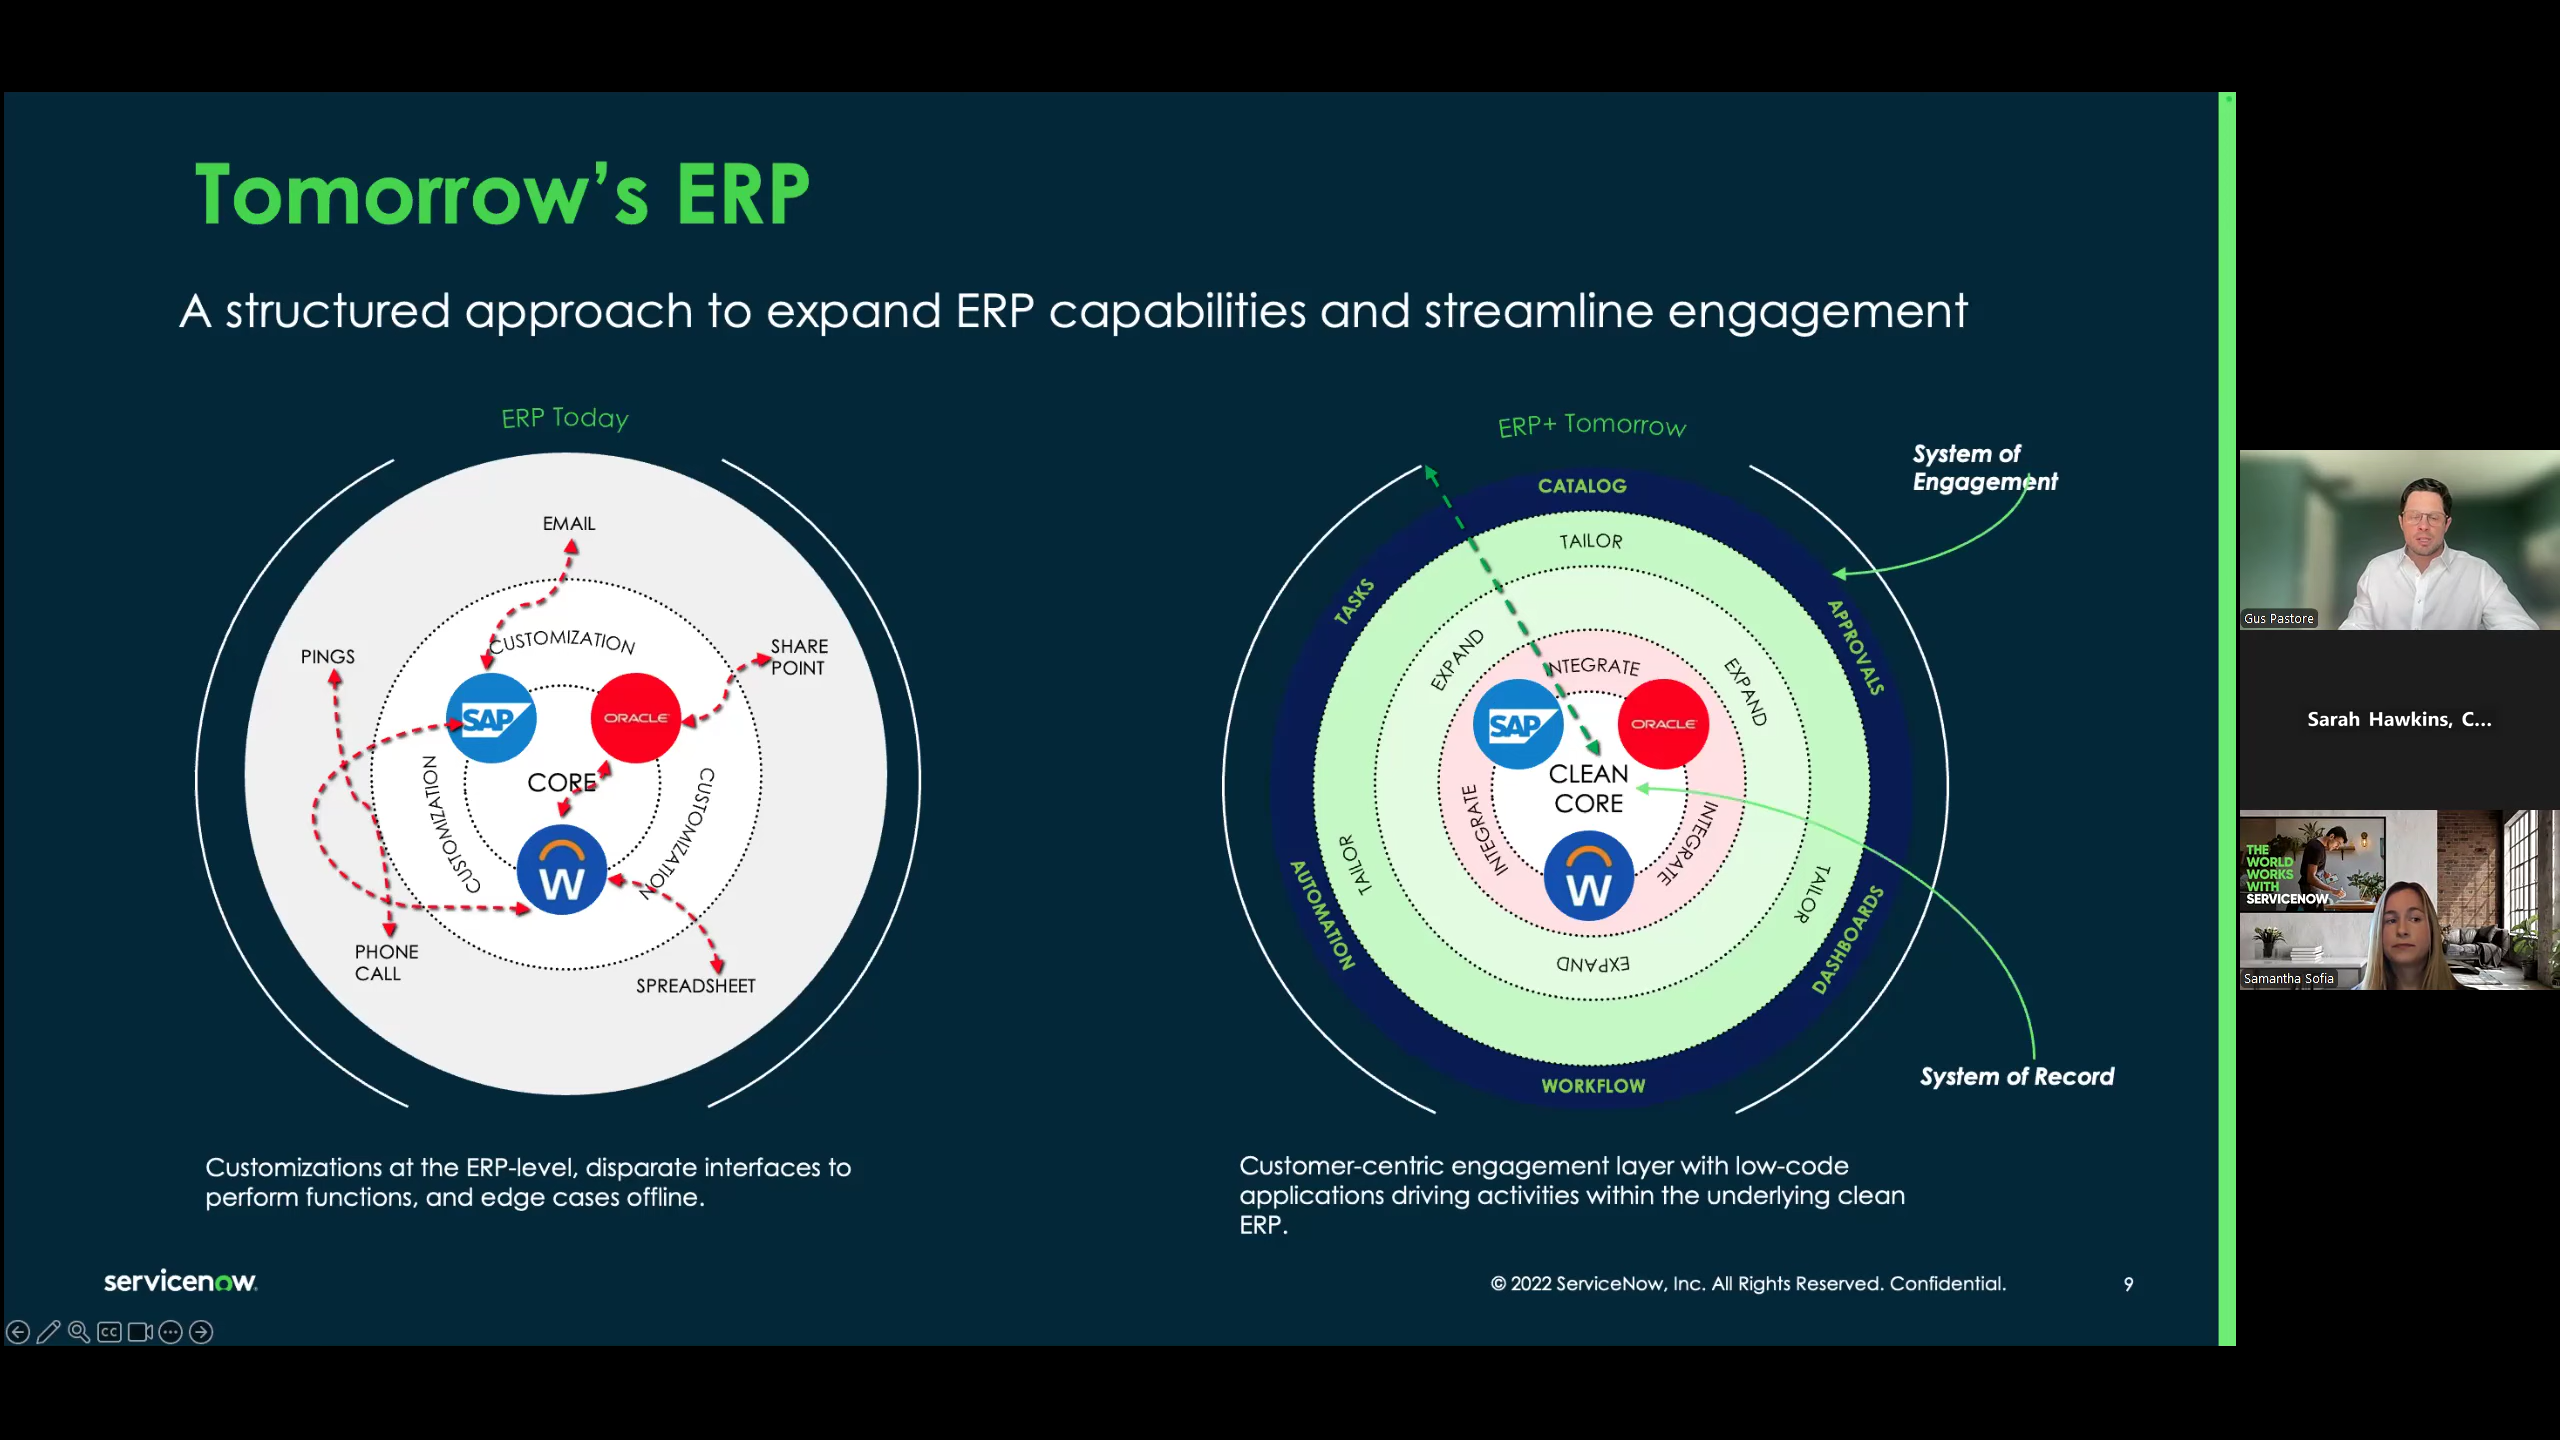 Tomorrow's ERP
A structured approach to expand ERP capabilities and streamline engagement
ERP Today
EMAIL
PINGS
SHARE
POINT
CUSTOMIZATION
CUSTOMIZATION
CUSTOMIZATION
SAP
ORACLE
CORE
W
PHONE
CALL
SPREADSHEET
Customizations at the ERP-level, disparate interfaces to
perform functions, and edge cases offline.
ERP+ Tomorrow
System of
Engagement
CATALOG
TASKS
APPROVALS
AUTOMATION
DASHBOARDS
WORKFLOW
TAILOR
TAILOR
TAILOR
EXPAND
EXPAND
EXPAND
INTEGRATE
INTEGRATE
INTEGRATE
SAP
ORACLE
CLEAN
CORE
W
System of Record
Customer-centric engagement layer with low-code
applications driving activities within the underlying clean
ERP.
servicenow
© 2022 ServiceNow, Inc. All Rights Reserved. Confidential.
9
CC
Gus Pastore
Sarah Hawkins, C...
THE
WORLD
WORKS
WITH
SERVICENOW
Samantha Sofia